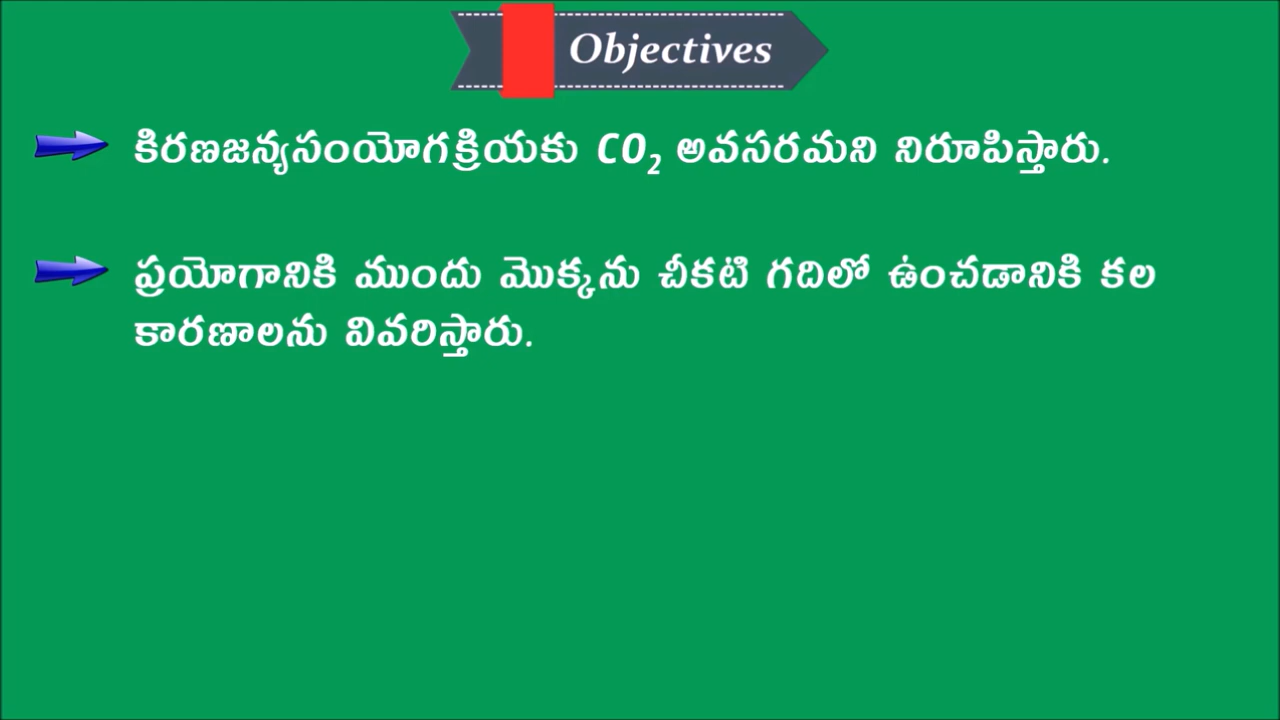 Objectives
కిరణజన్యసంయోగక్రియకు CO₂ అవసరమని నిరూపిస్తారు.
ప్రయోగానికి ముందు మొక్కను చీకటి గదిలో ఉంచడానికి కల
కారణాలను వివరిస్తారు.